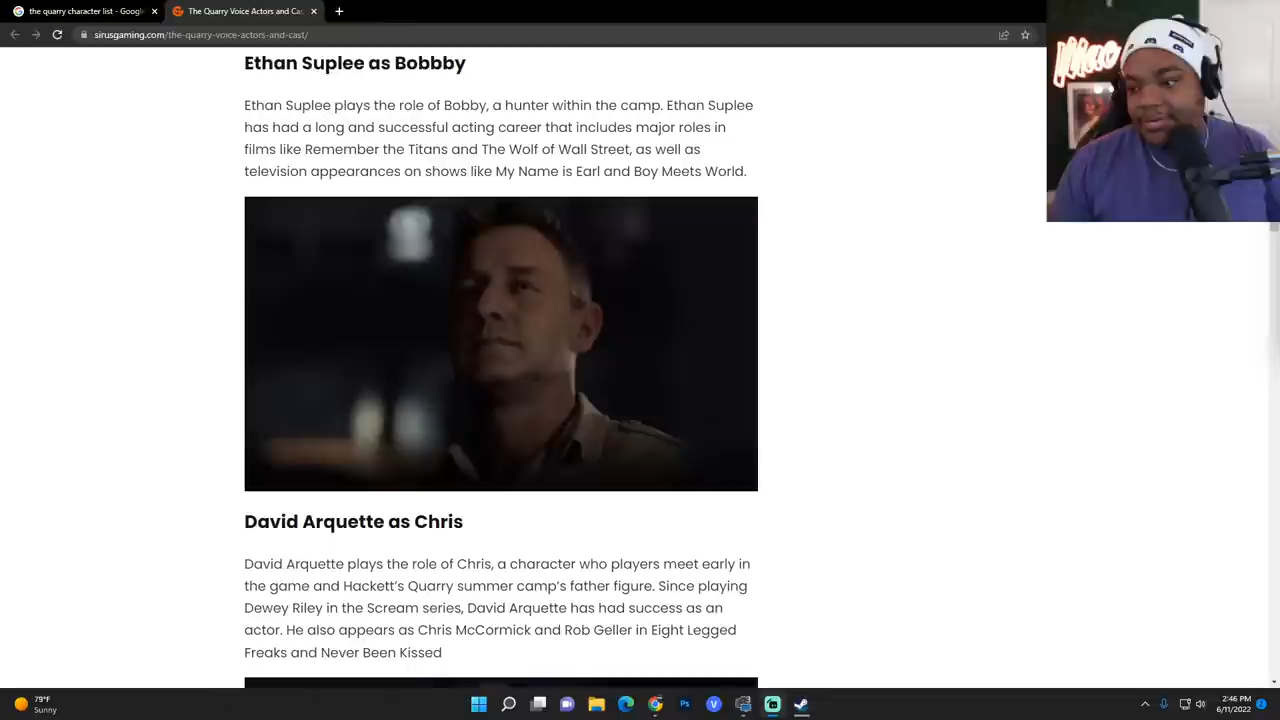 the quarry character list - Google
The Quarry Voice Actors and Cas
sirusgaming.com/the-quarry-voice-actors-and-cast/
Ethan Suplee as Bobbby
Ethan Suplee plays the role of Bobby, a hunter within the camp. Ethan Suplee
has had a long and successful acting career that includes major roles in
films like Remember the Titans and The Wolf of Wall Street, as well as
television appearances on shows like My Name is Earl and Boy Meets World.
David Arquette as Chris
David Arquette plays the role of Chris, a character who players meet early in
the game and Hackett's Quarry summer camp's father figure. Since playing
Dewey Riley in the Scream series, David Arquette has had success as an
actor. He also appears as Chris McCormick and Rob Geller in Eight Legged
Freaks and Never Been Kissed
79°F
Sunny
2:46 PM
6/11/2022